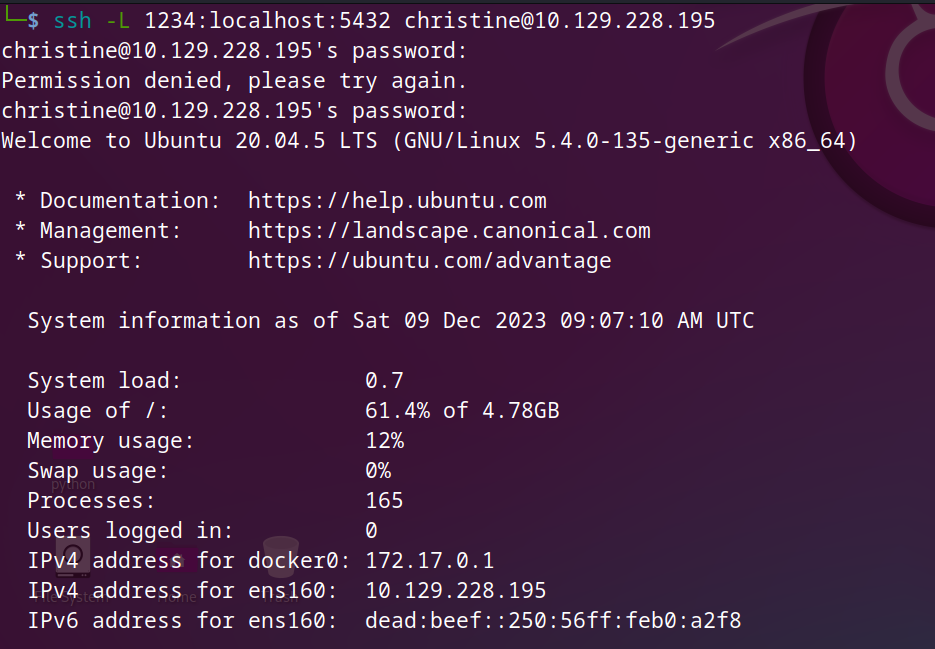 └─$ ssh -L 1234:localhost:5432 christine@10.129.228.195
christine@10.129.228.195's password:
Permission denied, please try again.
christine@10.129.228.195's password:
Welcome to Ubuntu 20.04.5 LTS (GNU/Linux 5.4.0-135-generic x86_64)
* Documentation:  https://help.ubuntu.com
* Management:     https://landscape.canonical.com
* Support:        https://ubuntu.com/advantage
System information as of Sat 09 Dec 2023 09:07:10 AM UTC
System load:              0.7
Usage of /:               61.4% of 4.78GB
Memory usage:             12%
Swap usage:               0%
python
Processes:                165
Users logged in:          0
IPv4 address for docker0: 172.17.0.1
IPv4 address for ens160:  10.129.228.195
File System
Home
IPv6 address for ens160:  dead:beef::250:56ff:feb0:a2f8